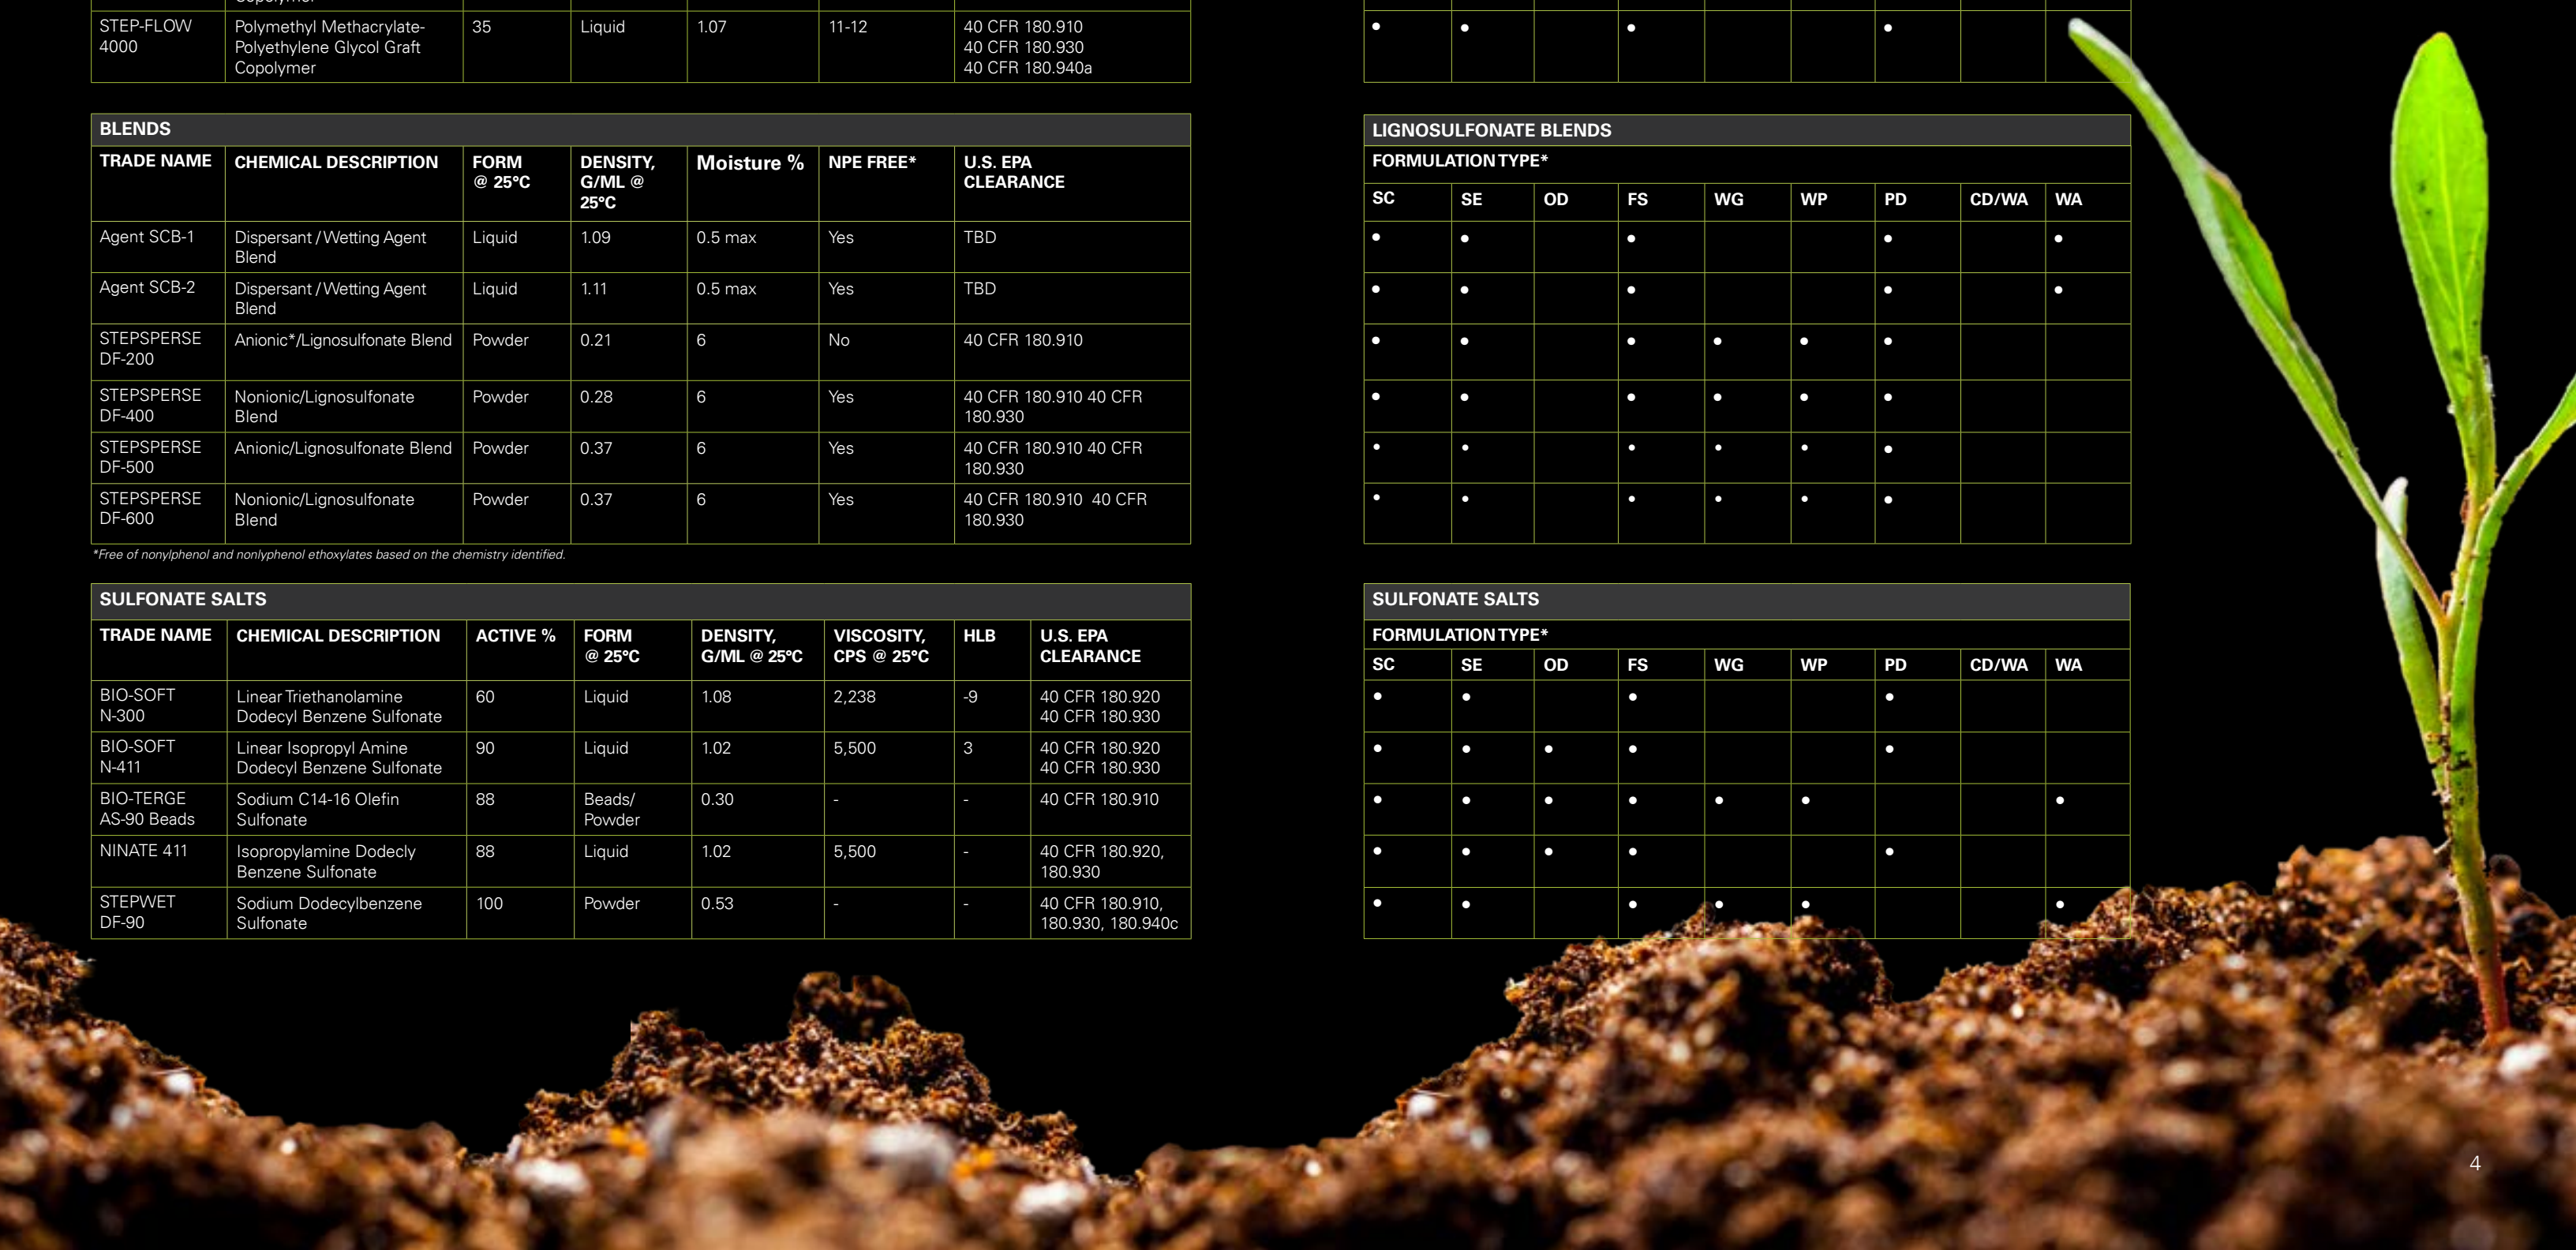 STEP-FLOW 4000 Polymethyl Methacrylate-Polyethylene Glycol Graft Copolymer 35 Liquid 1.07 11-12 40 CFR 180.910 40 CFR 180.930 40 CFR 180.940a • • • •
BLENDS
TRADE NAME CHEMICAL DESCRIPTION FORM @ 25°C DENSITY, G/ML @ 25°C Moisture % NPE FREE* U.S. EPA CLEARANCE
Agent SCB-1 Dispersant / Wetting Agent Blend Liquid 1.09 0.5 max Yes TBD
Agent SCB-2 Dispersant / Wetting Agent Blend Liquid 1.11 0.5 max Yes TBD
STEPSPERSE DF-200 Anionic*/Lignosulfonate Blend Powder 0.21 6 No 40 CFR 180.910
STEPSPERSE DF-400 Nonionic/Lignosulfonate Blend Powder 0.28 6 Yes 40 CFR 180.910 40 CFR 180.930
STEPSPERSE DF-500 Anionic/Lignosulfonate Blend Powder 0.37 6 Yes 40 CFR 180.910 40 CFR 180.930
STEPSPERSE DF-600 Nonionic/Lignosulfonate Blend Powder 0.37 6 Yes 40 CFR 180.910 40 CFR 180.930
*Free of nonylphenol and nonlyphenol ethoxylates based on the chemistry identified.
LIGNOSULFONATE BLENDS
FORMULATION TYPE*
SC SE OD FS WG WP PD CD/WA WA
• • • • •
• • • • •
• • • • • •
• • • • • •
• • • • • •
• • • • • •
SULFONATE SALTS
TRADE NAME CHEMICAL DESCRIPTION ACTIVE % FORM @ 25°C DENSITY, G/ML @ 25°C VISCOSITY, CPS @ 25°C HLB U.S. EPA CLEARANCE
BIO-SOFT N-300 Linear Triethanolamine Dodecyl Benzene Sulfonate 60 Liquid 1.08 2,238 -9 40 CFR 180.920 40 CFR 180.930
BIO-SOFT N-411 Linear Isopropyl Amine Dodecyl Benzene Sulfonate 90 Liquid 1.02 5,500 3 40 CFR 180.920 40 CFR 180.930
BIO-TERGE AS-90 Beads Sodium C14-16 Olefin Sulfonate 88 Beads/ Powder 0.30 - - 40 CFR 180.910
NINATE 411 Isopropylamine Dodecly Benzene Sulfonate 88 Liquid 1.02 5,500 - 40 CFR 180.920, 180.930
STEPWET DF-90 Sodium Dodecylbenzene Sulfonate 100 Powder 0.53 - - 40 CFR 180.910, 180.930, 180.940c
SULFONATE SALTS
FORMULATION TYPE*
SC SE OD FS WG WP PD CD/WA WA
• • • •
• • • • •
• • • • • • •
• • • • •
• • • • • •
4